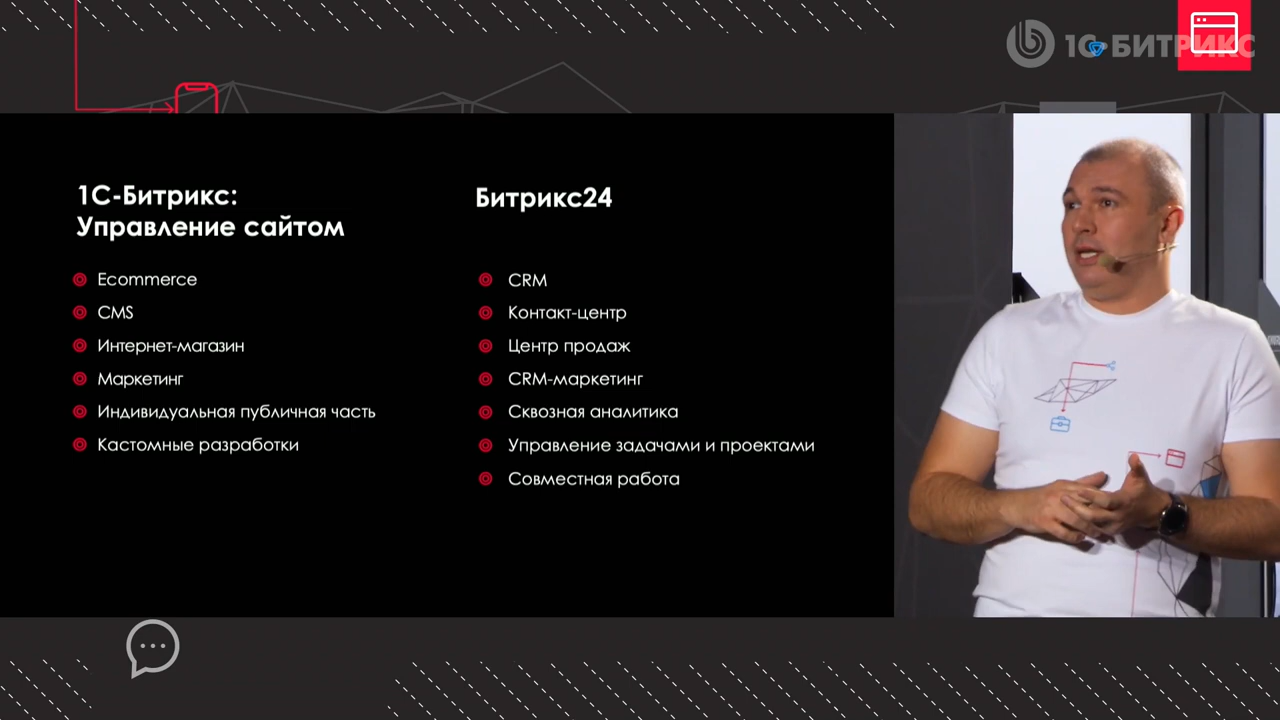 1С-БИТРИКС
1С-Битрикс:
Управление сайтом
Ecommerce
CMS
Интернет-магазин
Маркетинг
Индивидуальная публичная часть
Кастомные разработки
Битрикс24
CRM
Контакт-центр
Центр продаж
CRM-маркетинг
Сквозная аналитика
Управление задачами и проектами
Совместная работа